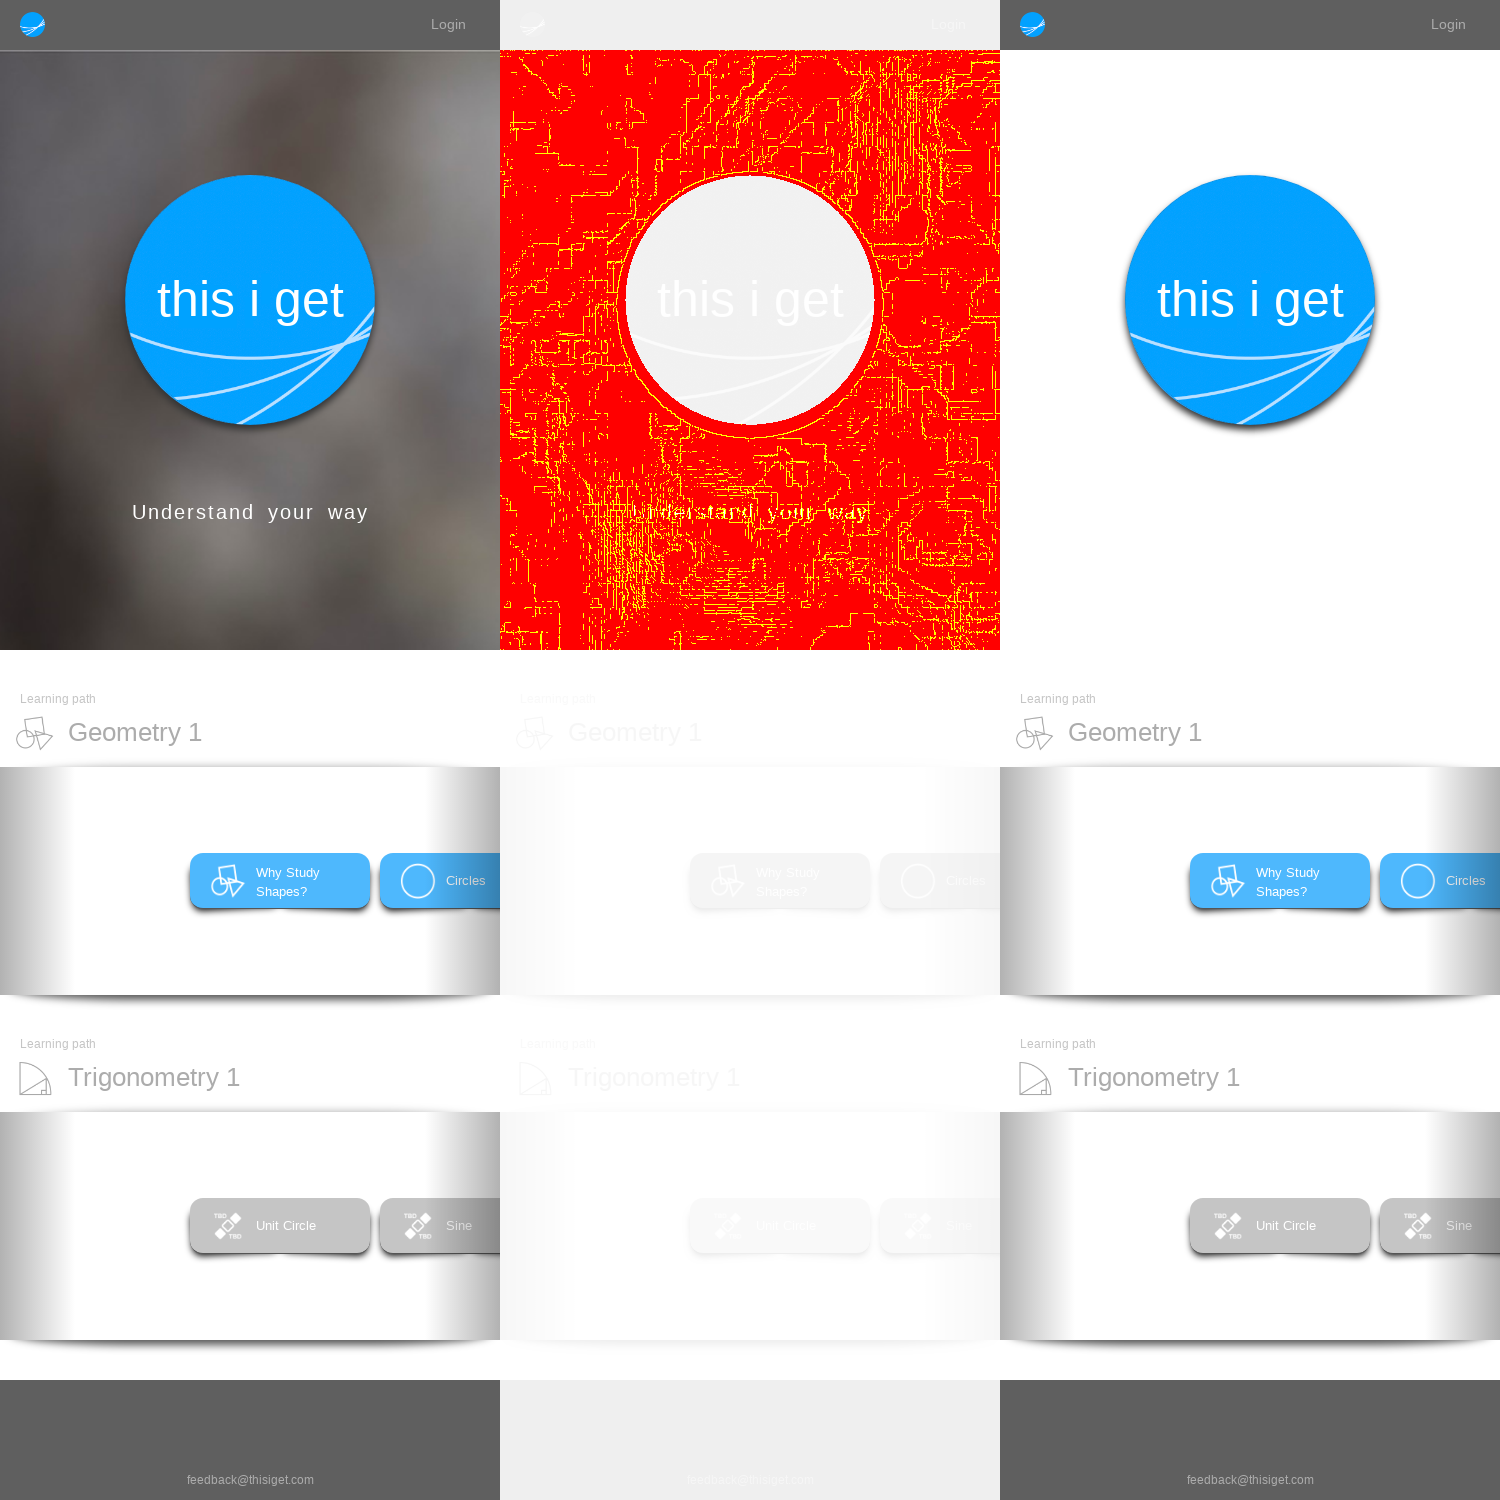 Login
this i get
Understand your way
Learning path
Geometry 1
Why Study
Shapes?
Circles
Learning path
Trigonometry 1
TBD
TBD
Unit Circle
TBD
TBD
Sine
feedback@thisiget.com
Login
this i get
Understand your way
Learning path
Geometry 1
Why Study
Shapes?
Circles
Learning path
Trigonometry 1
Unit Circle
Sine
feedback@thisiget.com
Login
this i get
Learning path
Geometry 1
Why Study
Shapes?
Circles
Learning path
Trigonometry 1
TBD
TBD
Unit Circle
TBD
TBD
Sine
feedback@thisiget.com